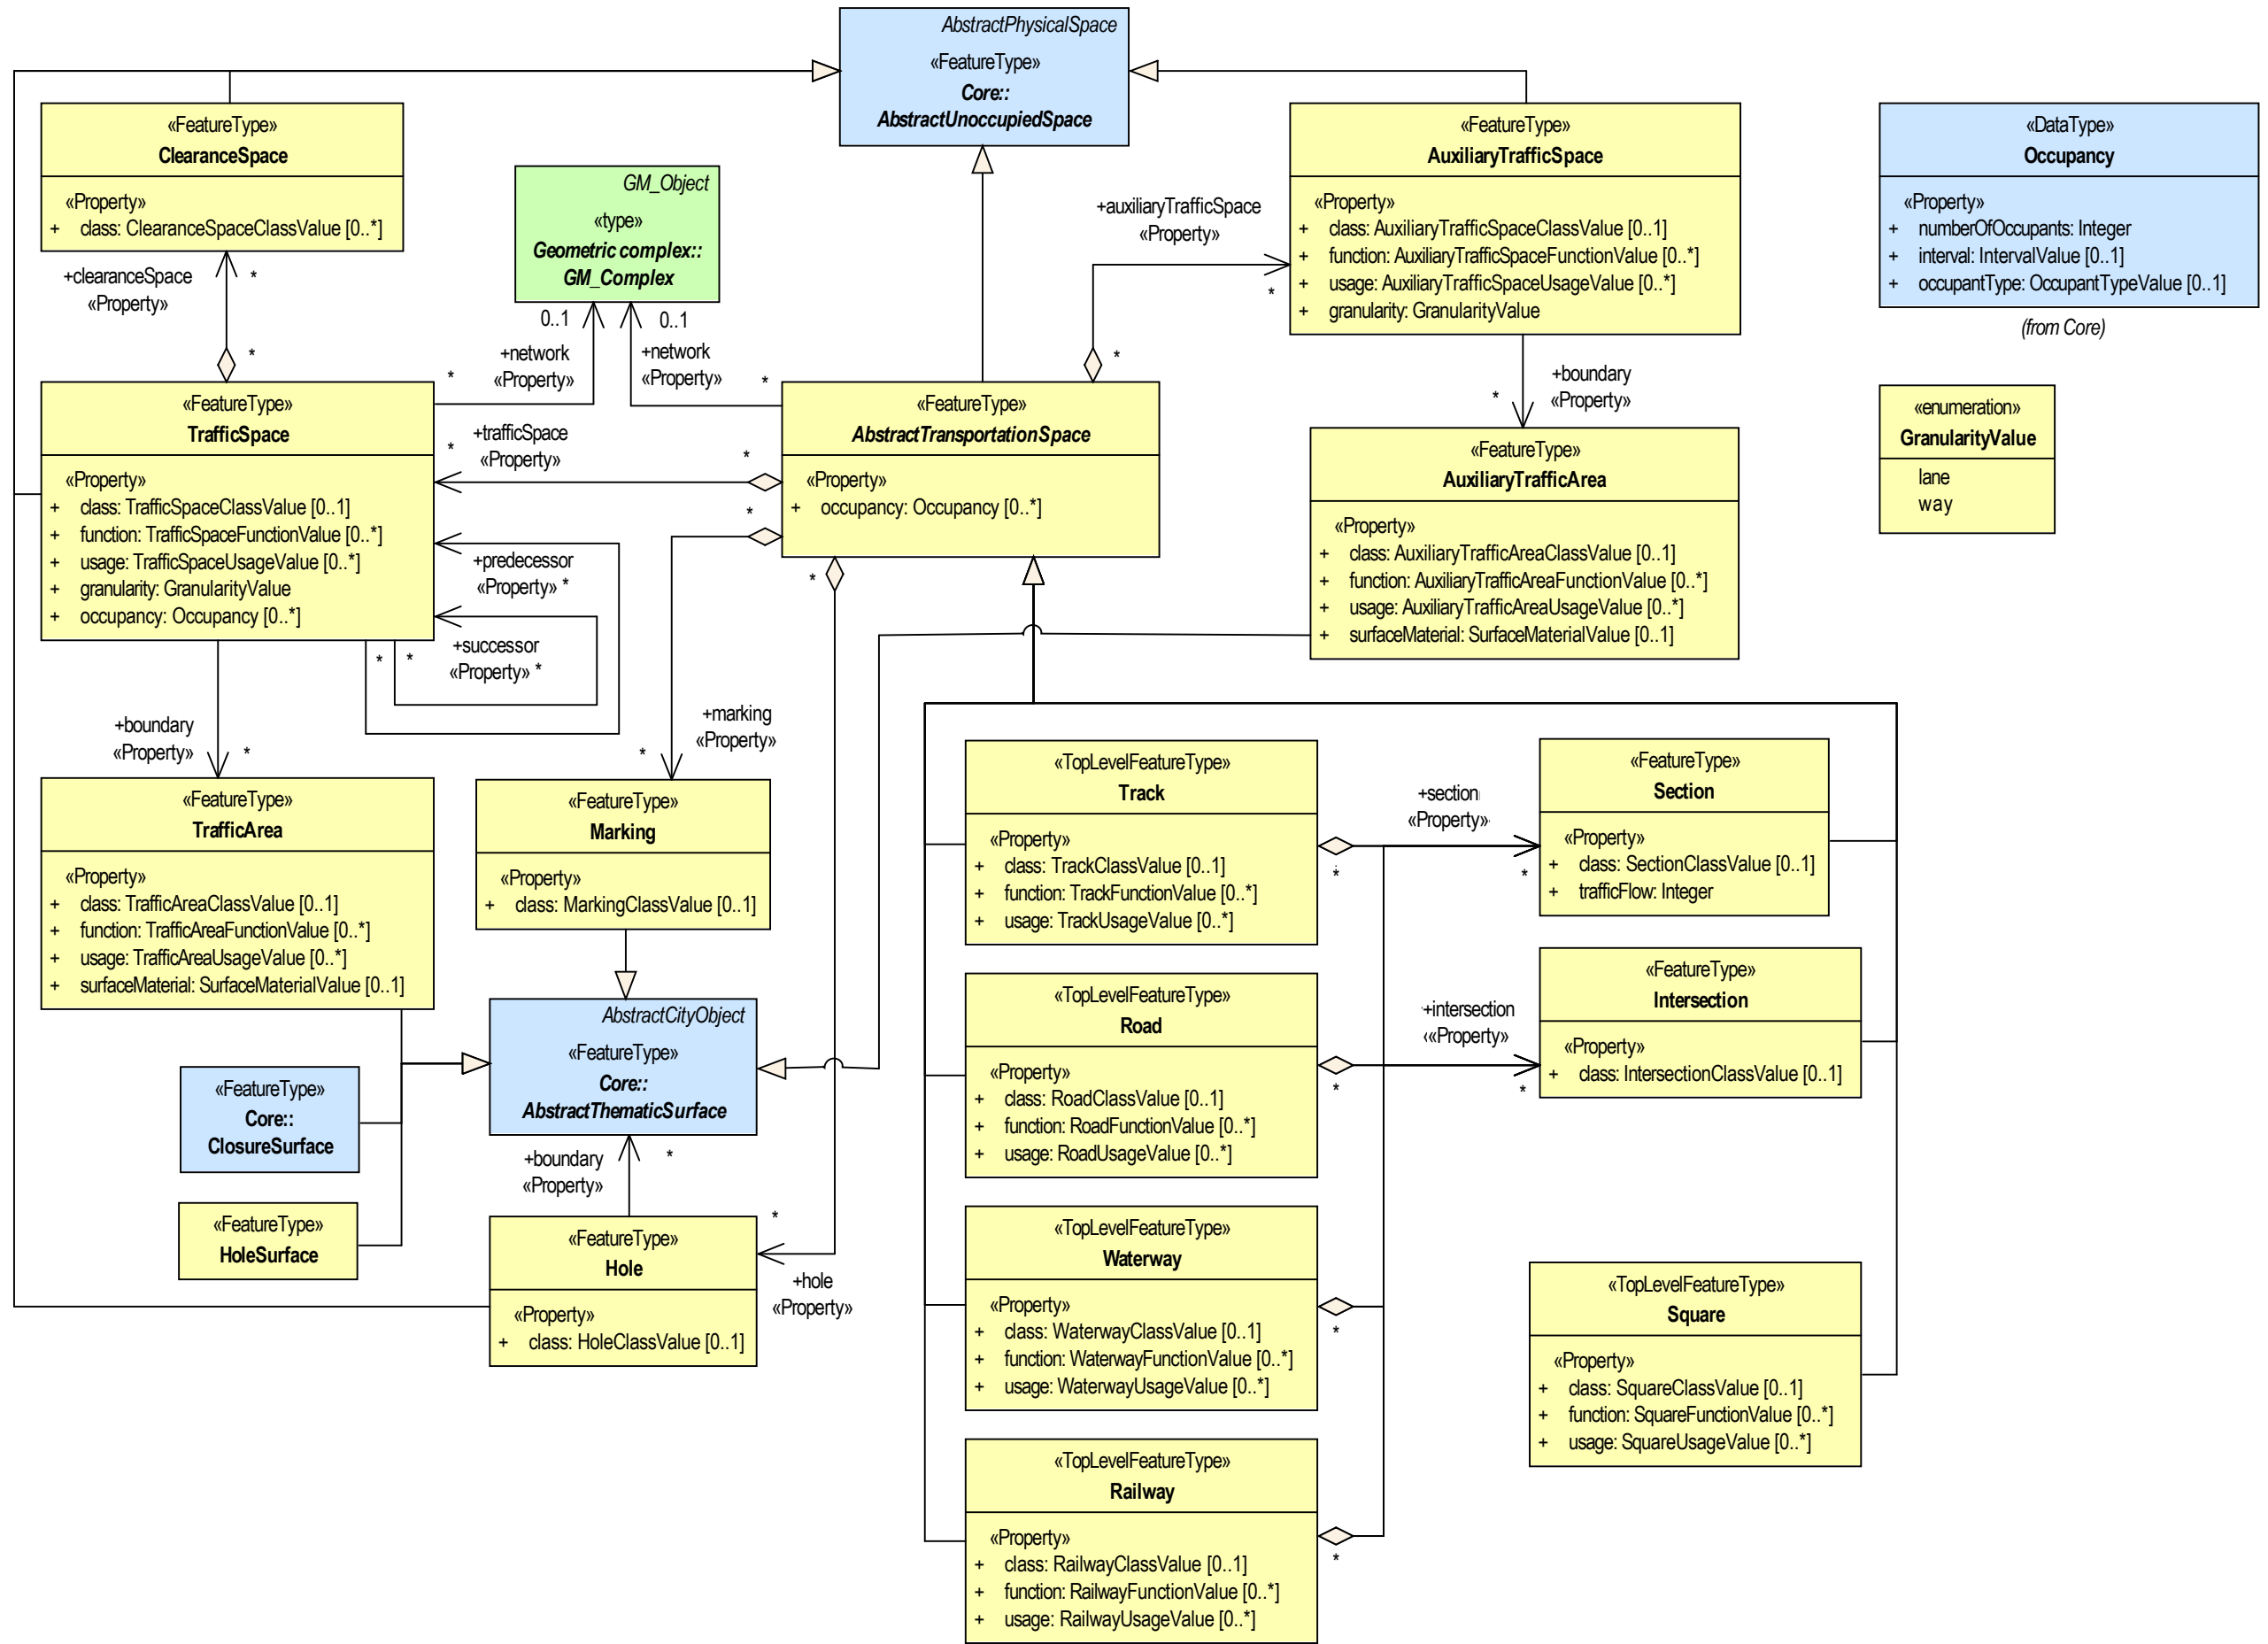 AbstractPhysicalSpace
«FeatureType»
Core::
AbstractUnoccupiedSpace
«FeatureType»
ClearanceSpace
«Property»
+ class: ClearanceSpaceClassValue [0..*]
GM_Object
«type»
Geometric complex::
GM_Complex
«FeatureType»
AuxiliaryTrafficSpace
«Property»
+ class: AuxiliaryTrafficSpaceClassValue [0..1]
+ function: AuxiliaryTrafficSpaceFunctionValue [0..*]
+ usage: AuxiliaryTrafficSpaceUsageValue [0..*]
+ granularity: GranularityValue
«DataType»
Occupancy
«Property»
+ numberOfOccupants: Integer
+ interval: IntervalValue [0..1]
+ occupantType: OccupantTypeValue [0..1]
(from Core)
+clearanceSpace
«Property»
*
*
+auxiliaryTrafficSpace
«Property»
*
*
0..1
0..1
+network
«Property»
*
+network
«Property»
*
+boundary
«Property»
*
«enumeration»
GranularityValue
lane
way
«FeatureType»
TrafficSpace
«Property»
+ class: TrafficSpaceClassValue [0..1]
+ function: TrafficSpaceFunctionValue [0..*]
+ usage: TrafficSpaceUsageValue [0..*]
+ granularity: GranularityValue
+ occupancy: Occupancy [0..*]
+trafficSpace
«Property»
*
*
*
«FeatureType»
AbstractTransportationSpace
«Property»
+ occupancy: Occupancy [0..*]
*
«FeatureType»
AuxiliaryTrafficArea
«Property»
+ class: AuxiliaryTrafficAreaClassValue [0..1]
+ function: AuxiliaryTrafficAreaFunctionValue [0..*]
+ usage: AuxiliaryTrafficAreaUsageValue [0..*]
+ surfaceMaterial: SurfaceMaterialValue [0..1]
+predecessor
«Property» *
+successor
«Property» *
*
*
+boundary
«Property»
*
+marking
«Property»
*
«FeatureType»
TrafficArea
«Property»
+ class: TrafficAreaClassValue [0..1]
+ function: TrafficAreaFunctionValue [0..*]
+ usage: TrafficAreaUsageValue [0..*]
+ surfaceMaterial: SurfaceMaterialValue [0..1]
«FeatureType»
Marking
«Property»
+ class: MarkingClassValue [0..1]
«TopLevelFeatureType»
Track
«Property»
+ class: TrackClassValue [0..1]
+ function: TrackFunctionValue [0..*]
+ usage: TrackUsageValue [0..*]
*
+section
«Property»
*
«FeatureType»
Section
«Property»
+ class: SectionClassValue [0..1]
+ trafficFlow: Integer
«FeatureType»
Intersection
«Property»
+ class: IntersectionClassValue [0..1]
+intersection
«Property»
*
«TopLevelFeatureType»
Road
«Property»
+ class: RoadClassValue [0..1]
+ function: RoadFunctionValue [0..*]
+ usage: RoadUsageValue [0..*]
*
AbstractCityObject
«FeatureType»
Core::
AbstractThematicSurface
«FeatureType»
Core::
ClosureSurface
«FeatureType»
HoleSurface
+boundary
«Property»
*
«FeatureType»
Hole
«Property»
+ class: HoleClassValue [0..1]
*
+hole
«Property»
«TopLevelFeatureType»
Waterway
«Property»
+ class: WaterwayClassValue [0..1]
+ function: WaterwayFunctionValue [0..*]
+ usage: WaterwayUsageValue [0..*]
*
«TopLevelFeatureType»
Square
«Property»
+ class: SquareClassValue [0..1]
+ function: SquareFunctionValue [0..*]
+ usage: SquareUsageValue [0..*]
«TopLevelFeatureType»
Railway
«Property»
+ class: RailwayClassValue [0..1]
+ function: RailwayFunctionValue [0..*]
+ usage: RailwayUsageValue [0..*]
*